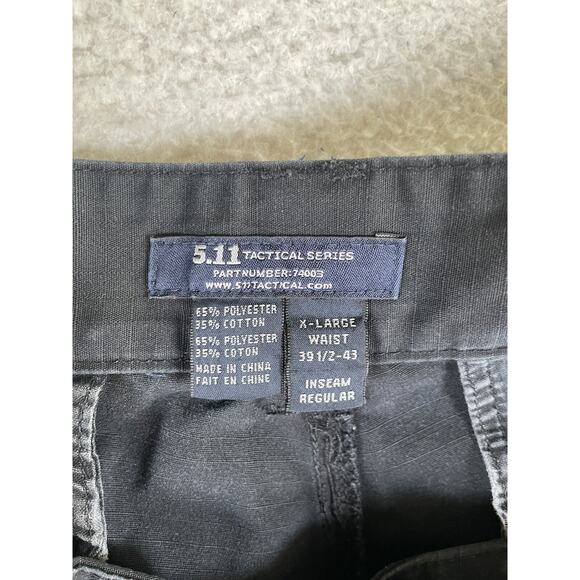 5.11 TACTICAL SERIES
PART NUMBER: 74003
WWW.511TACTICAL.COM
65% POLYESTER
35% COTTON
65% POLYESTER
35% COTON
MADE IN CHINA
FAIT EN CHINE
X-LARGE
WAIST
39 1/2-43
INSEAM
REGULAR